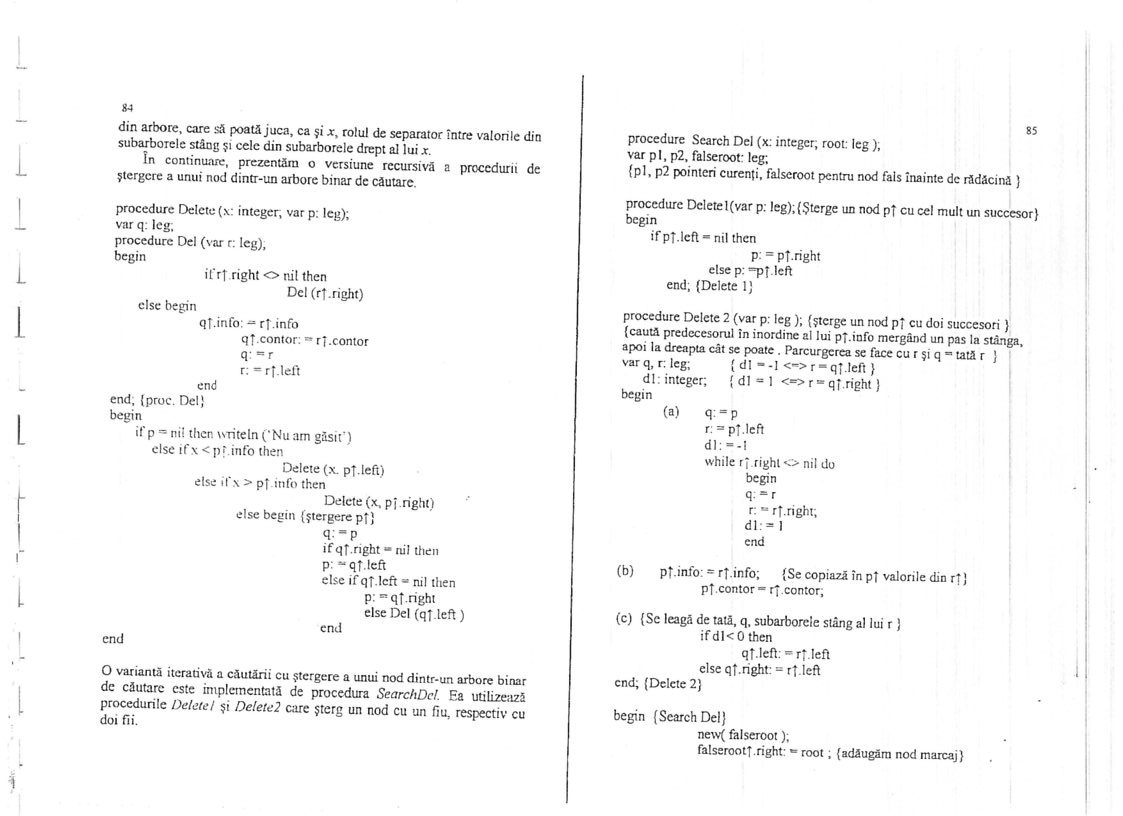 84
din arbore, care să poată juca, ca şi x, rolul de separator între valorile din
subarborele stâng şi cele din subarborele drept al lui x.
În continuare, prezentăm o versiune recursivă a procedurii de
ştergere a unui nod dintr-un arbore binar de căutare.
procedure Delete (x: integer; var p: leg);
var q: leg;
procedure Del (var r: leg);
begin
if r↑.right <> nil then
Del (r↑.right)
else begin
q↑.info: = r↑.info
q↑.contor: = r↑.contor
q: = r
r: = r↑.left
end
end; {proc. Del}
begin
if p = nil then writeln ('Nu am găsit')
else if x < p↑.info then
Delete (x. p↑.left)
else if x > p↑.info then
Delete (x, p↑.right)
else begin {ştergere p↑}
q: = p
if q↑.right = nil then
p: = q↑.left
else if q↑.left = nil then
p: = q↑.right
else Del (q↑.left )
end
end
O variantă iterativă a căutării cu ştergere a unui nod dintr-un arbore binar
de căutare este implementată de procedura SearchDel. Ea utilizează
procedurile Delete1 şi Delete2 care şterg un nod cu un fiu, respectiv cu
doi fii.
85
procedure Search Del (x: integer; root: leg );
var p1, p2, falseroot: leg;
{p1, p2 pointeri curenţi, falseroot pentru nod fals înainte de rădăcină }
procedure Delete1(var p: leg);{Şterge un nod p↑ cu cel mult un succesor}
begin
if p↑.left = nil then
p: = p↑.right
else p: =p↑.left
end; {Delete 1}
procedure Delete 2 (var p: leg ); {şterge un nod p↑ cu doi succesori }
{caută predecesorul în inordine al lui p↑.info mergând un pas la stânga,
apoi la dreapta cât se poate . Parcurgerea se face cu r şi q = tată r }
var q, r: leg; { d1 = -1 <=> r = q↑.left }
d1: integer; { d1 = 1 <=> r = q↑.right }
begin
(a) q: = p
r: = p↑.left
d1: = -1
while r↑.right <> nil do
begin
q: = r
r: = r↑.right;
d1: = 1
end
(b) p↑.info: = r↑.info; {Se copiază în p↑ valorile din r↑}
p↑.contor = r↑.contor;
(c) {Se leagă de tată, q, subarborele stâng al lui r }
if d1< 0 then
q↑.left: = r↑.left
else q↑.right: = r↑.left
end; {Delete 2}
begin {Search Del}
new( falseroot );
falseroot↑.right: = root ; {adăugăm nod marcaj}